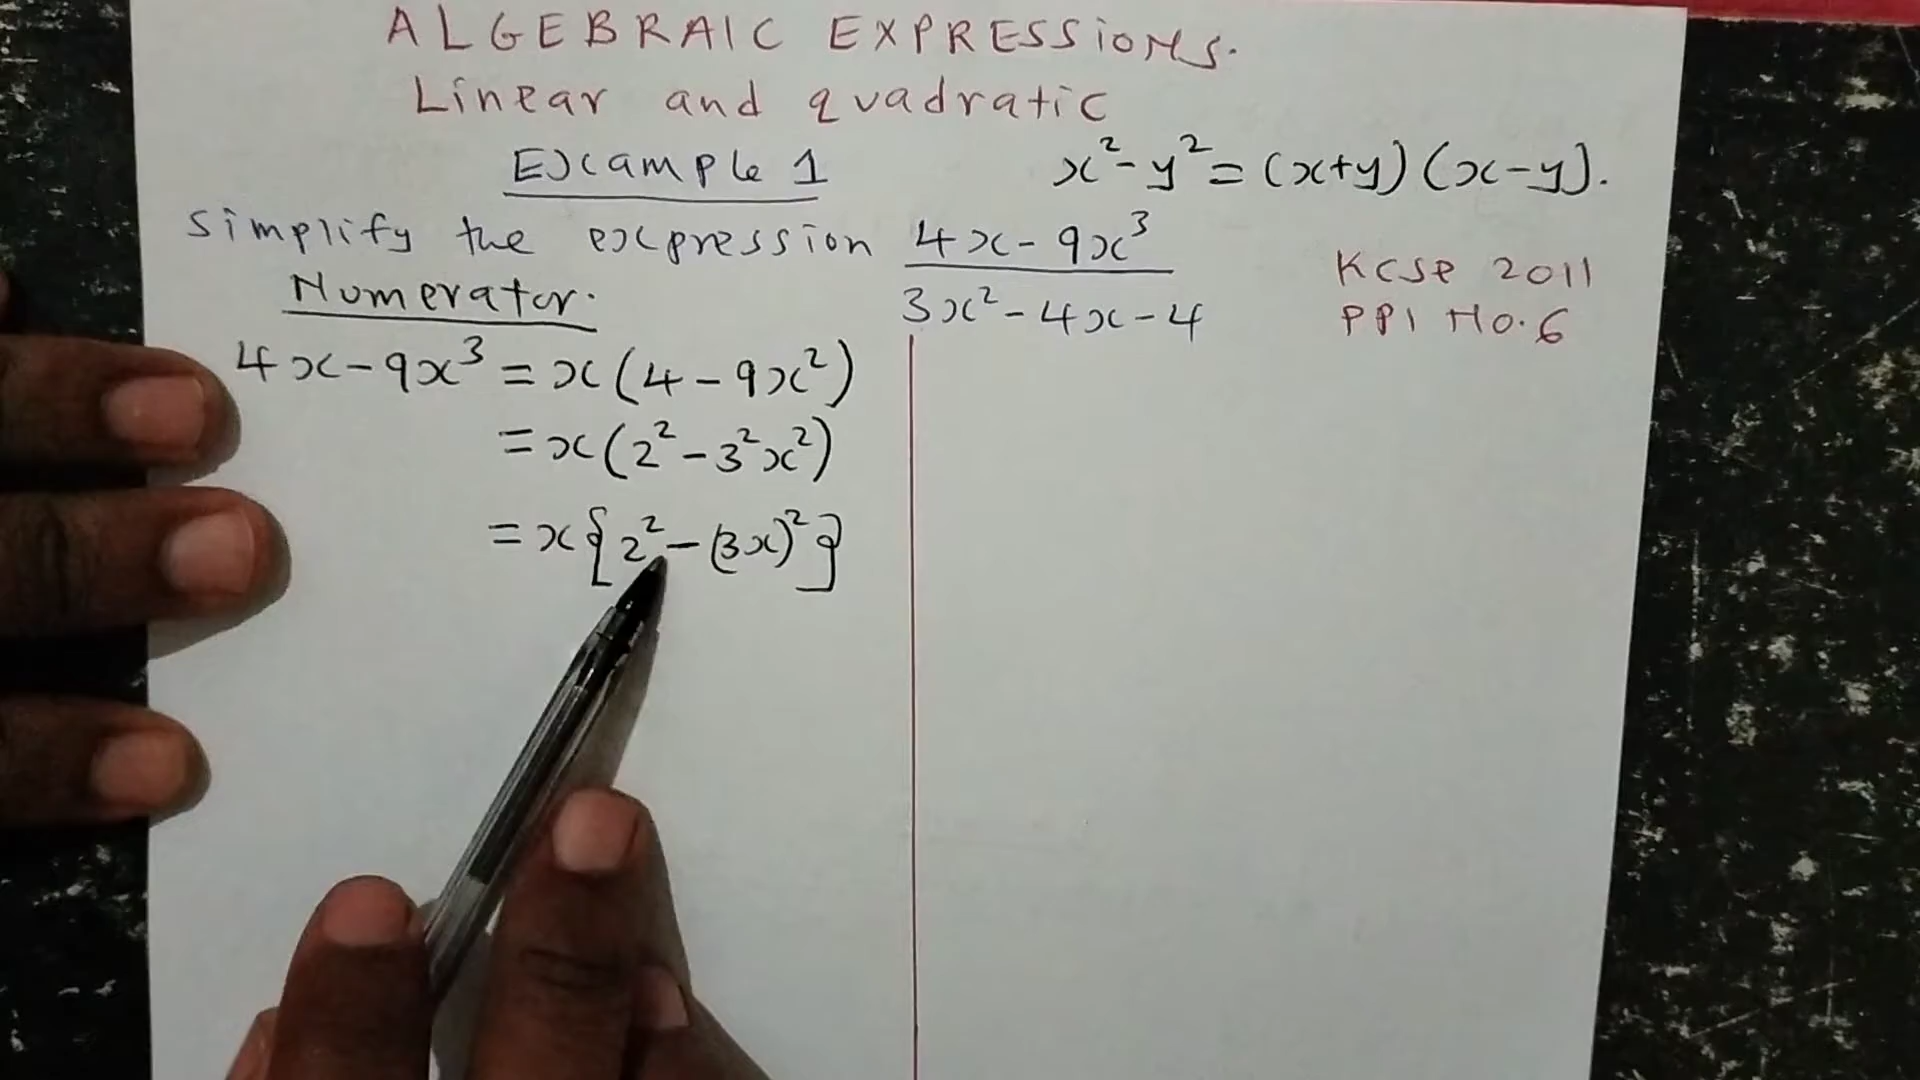 ALGEBRAIC EXPRESSIONS.
Linear and quadratic
Example 1
x² - y² = (x+y) (x-y).
Simplify the expression 4x - 9x³ / 3x² - 4x - 4
KCSE 2011
PP1 No. 6
Numerator.
4x - 9x³ = x(4 - 9x²)
= x(2² - 3²x²)
= x{2² - (3x)²}